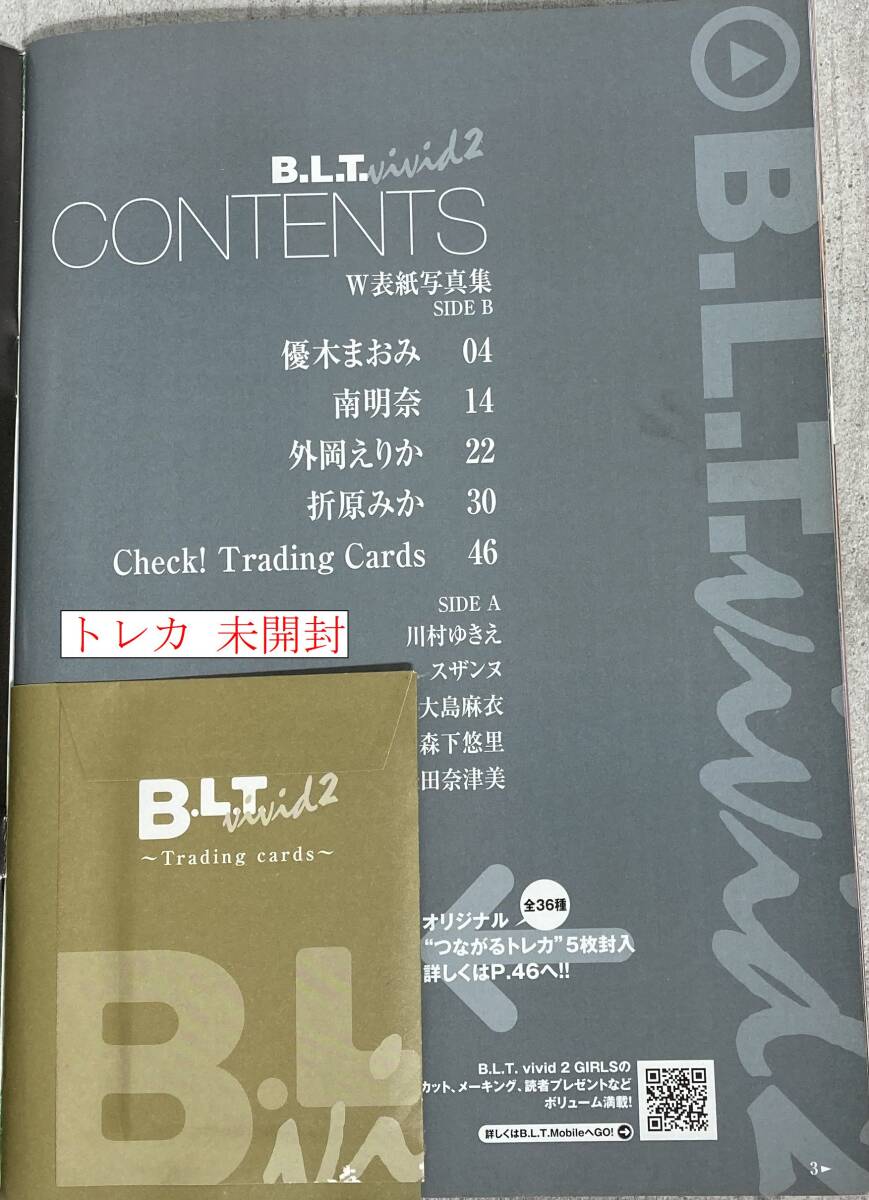 B.L.T. vivid2
CONTENTS
W表紙写真集
SIDE B
優木まおみ 04
南明奈 14
外岡えりか 22
折原みか 30
Check! Trading Cards 46
SIDE A
川村ゆきえ
スザンヌ
大島麻衣
森下悠里
田奈津美
トレカ 未開封
B.L.T. vivid2
~Trading cards~
B.L.T. vivid2
全36種
オリジナル
“つながるトレカ”5枚封入
詳しくはP.46へ!!
B.L.T. vivid 2 GIRLSの
カット、メーキング、読者プレゼントなど
ボリューム満載!
詳しくはB.L.T.MobileへGO!
3
B.L.
vi